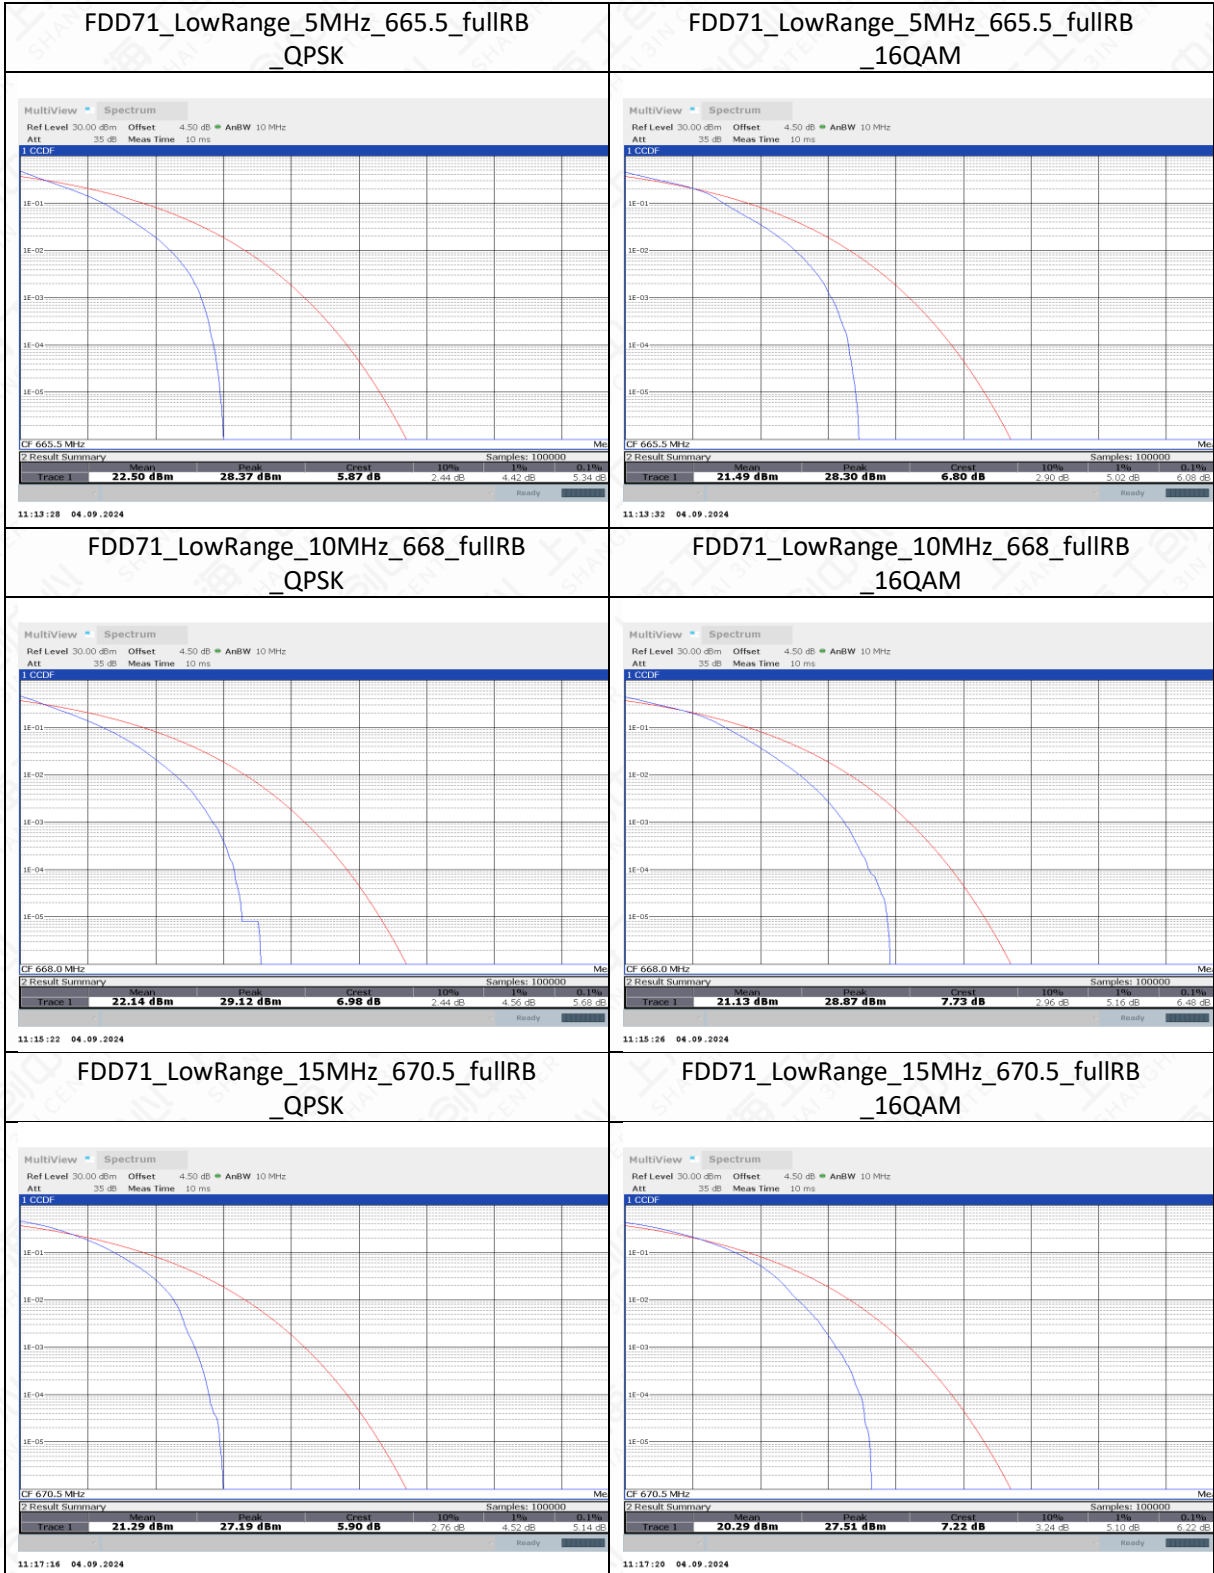 FDD71_LowRange_5MHz_665.5_fullRB
_QPSK
FDD71_LowRange_5MHz_665.5_fullRB
_16QAM
MultiView Spectrum
Ref Level 30.00 dBm Offset 4.50 dB AnBW 10 MHz
Att 35 dB Meas Time 10 ms
1 CCDF
1E-01
1E-02
1E-03
1E-04
1E-05
CF 665.5 MHz Me
2 Result Summary Samples: 100000
Mean Peak Crest 10% 1% 0.1%
Trace 1 22.50 dBm 28.37 dBm 5.87 dB 2.44 dB 4.42 dB 5.34 dB
Ready
11:13:28 04.09.2024
MultiView Spectrum
Ref Level 30.00 dBm Offset 4.50 dB AnBW 10 MHz
Att 35 dB Meas Time 10 ms
1 CCDF
1E-01
1E-02
1E-03
1E-04
1E-05
CF 665.5 MHz Me
2 Result Summary Samples: 100000
Mean Peak Crest 10% 1% 0.1%
Trace 1 21.49 dBm 28.30 dBm 6.80 dB 2.90 dB 5.02 dB 6.08 dB
Ready
11:13:32 04.09.2024
FDD71_LowRange_10MHz_668_fullRB
_QPSK
FDD71_LowRange_10MHz_668_fullRB
_16QAM
MultiView Spectrum
Ref Level 30.00 dBm Offset 4.50 dB AnBW 10 MHz
Att 35 dB Meas Time 10 ms
1 CCDF
1E-01
1E-02
1E-03
1E-04
1E-05
CF 668.0 MHz Me
2 Result Summary Samples: 100000
Mean Peak Crest 10% 1% 0.1%
Trace 1 22.14 dBm 29.12 dBm 6.98 dB 2.44 dB 4.56 dB 5.68 dB
Ready
11:15:22 04.09.2024
MultiView Spectrum
Ref Level 30.00 dBm Offset 4.50 dB AnBW 10 MHz
Att 35 dB Meas Time 10 ms
1 CCDF
1E-01
1E-02
1E-03
1E-04
1E-05
CF 668.0 MHz Me
2 Result Summary Samples: 100000
Mean Peak Crest 10% 1% 0.1%
Trace 1 21.13 dBm 28.87 dBm 7.73 dB 2.96 dB 5.16 dB 6.48 dB
Ready
11:15:26 04.09.2024
FDD71_LowRange_15MHz_670.5_fullRB
_QPSK
FDD71_LowRange_15MHz_670.5_fullRB
_16QAM
MultiView Spectrum
Ref Level 30.00 dBm Offset 4.50 dB AnBW 10 MHz
Att 35 dB Meas Time 10 ms
1 CCDF
1E-01
1E-02
1E-03
1E-04
1E-05
CF 670.5 MHz Me
2 Result Summary Samples: 100000
Mean Peak Crest 10% 1% 0.1%
Trace 1 21.29 dBm 27.19 dBm 5.90 dB 2.76 dB 4.52 dB 5.14 dB
Ready
11:17:16 04.09.2024
MultiView Spectrum
Ref Level 30.00 dBm Offset 4.50 dB AnBW 10 MHz
Att 35 dB Meas Time 10 ms
1 CCDF
1E-01
1E-02
1E-03
1E-04
1E-05
CF 670.5 MHz Me
2 Result Summary Samples: 100000
Mean Peak Crest 10% 1% 0.1%
Trace 1 20.29 dBm 27.51 dBm 7.22 dB 3.24 dB 5.10 dB 6.22 dB
Ready
11:17:20 04.09.2024